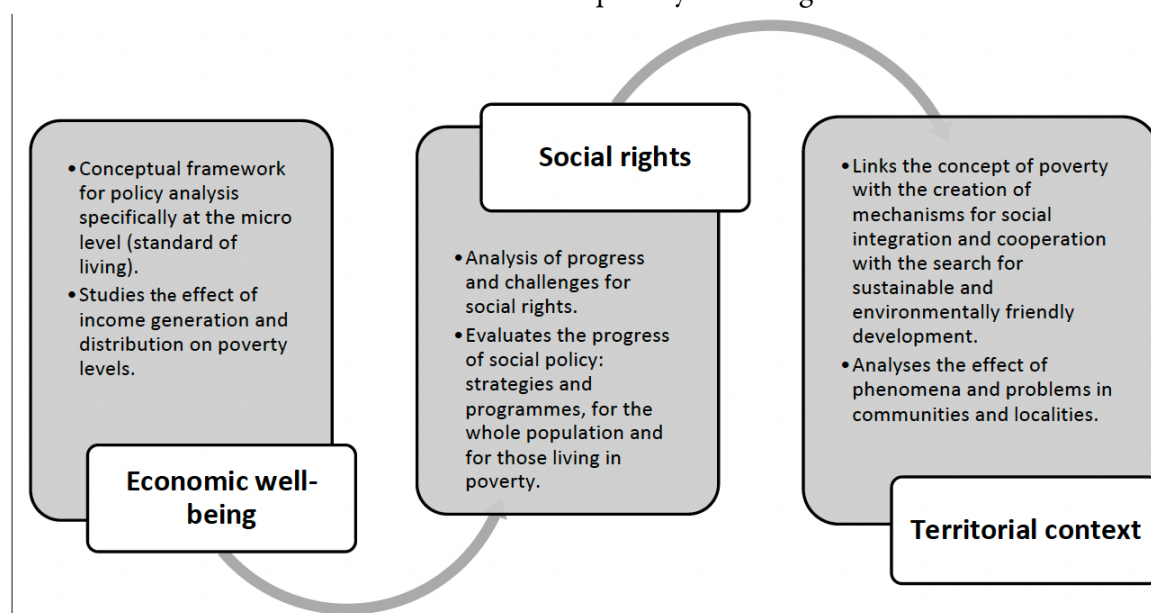 • Conceptual framework
for policy analysis
specifically at the micro
level (standard of
living).
• Studies the effect of
income generation and
distribution on poverty
levels.
Economic well-
being
Social rights
• Analysis of progress
and challenges for
social rights.
• Evaluates the progress
of social policy:
strategies and
programmes, for the
whole population and
for those living in
poverty.
• Links the concept of poverty
with the creation of
mechanisms for social
integration and cooperation
with the search for
sustainable and
environmentally friendly
development.
• Analyses the effect of
phenomena and problems in
communities and localities.
Territorial context